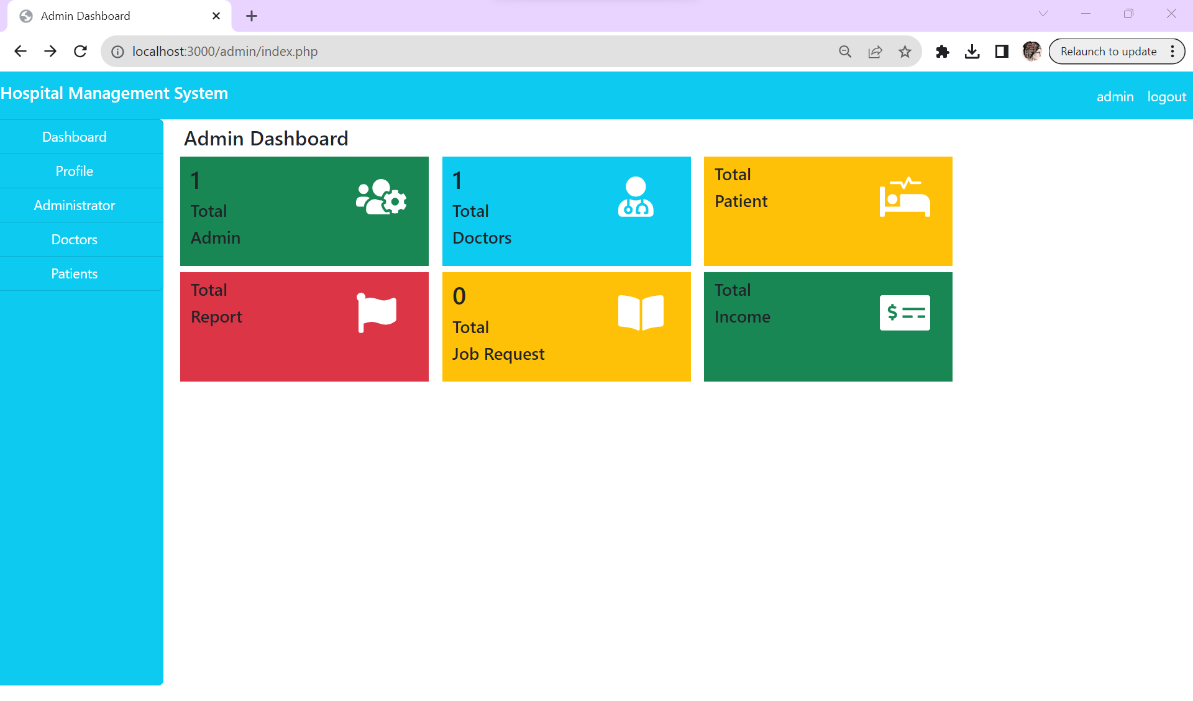 Admin Dashboard
localhost:3000/admin/index.php
Relaunch to update
Hospital Management System
admin
logout
Dashboard
Profile
Administrator
Doctors
Patients
Admin Dashboard
1
Total
Admin
1
Total
Doctors
Total
Patient
Total
Report
0
Total
Job Request
Total
Income
$